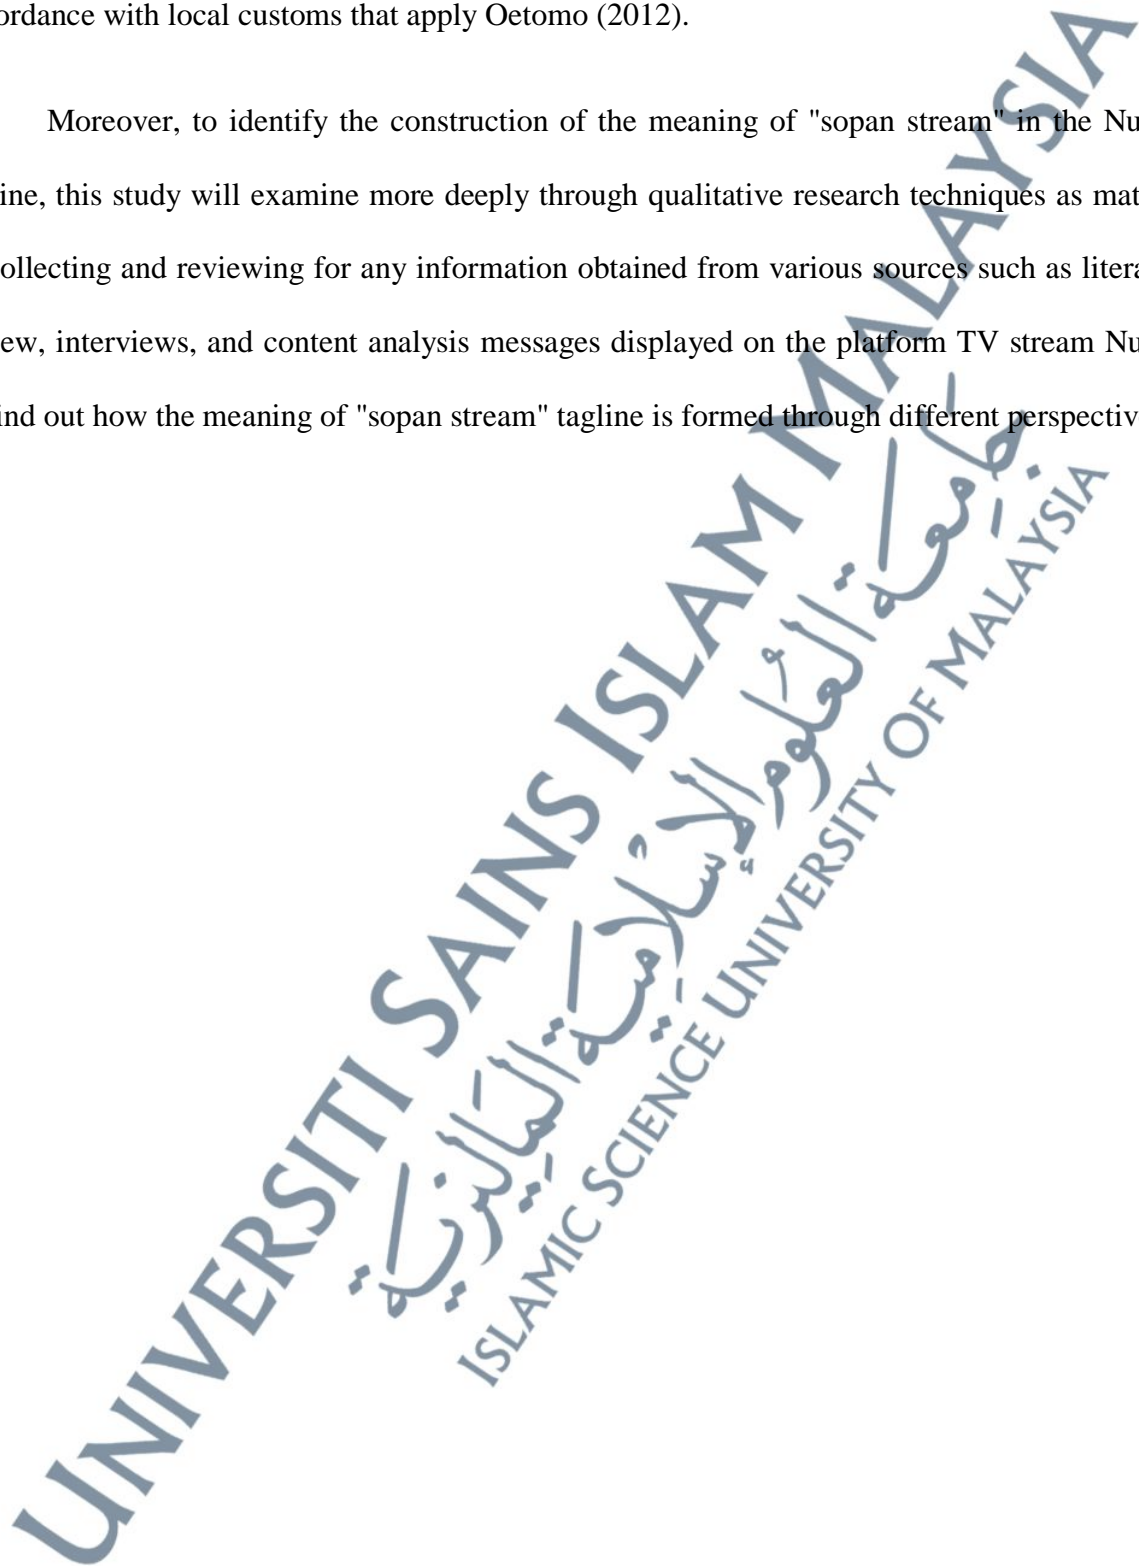 ordance with local customs that apply Oetomo (2012).
Moreover, to identify the construction of the meaning of "sopan stream" in the Nu
ine, this study will examine more deeply through qualitative research techniques as mat
ollecting and reviewing for any information obtained from various sources such as litera
ew, interviews, and content analysis messages displayed on the platform TV stream Nu
ind out how the meaning of "sopan stream" tagline is formed through different perspectiv
UNIVERSITI SAINS ISLAM MALAYSIA
جامعة العلوم الإسلامية الماليزية
ISLAMIC SCIENCE UNIVERSITY OF MALAYSIA